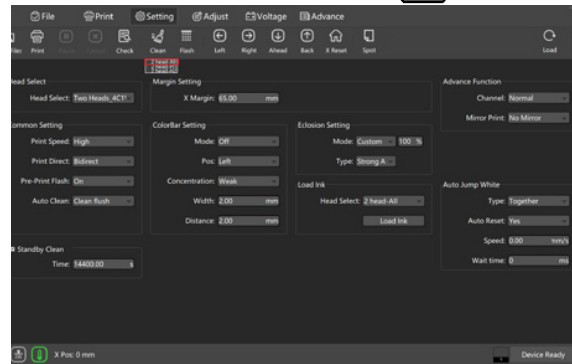 File Print Setting Adjust Voltage Advance
Print Check Clean Flash Left Right Ahead Back X Reset Spot Load
2 head-All
Head Select Margin Setting Advance Function
Head Select: Two Heads_4C1 X Margin: 65.00 mm Channel: Normal
Mirror Print: No Mirror
Common Setting ColorBar Setting Eclosion Setting
Print Speed: High Mode: Off Mode: Custom 100 %
Print Direct: Bidirect Pos: Left Type: Strong A
Pre-Print Flash: On Concentration: Weak Load Ink Auto Jump White
Auto Clean: Clean flush Width: 2.00 mm Head Select: 2 head-All Type: Together
Distance: 2.00 mm Load Ink Auto Reset: Yes
Standby Clean Speed: 0.00 mm/s
Time: 14400.00 s Wait time: 0 ms
X Pos: 0 mm Device Ready